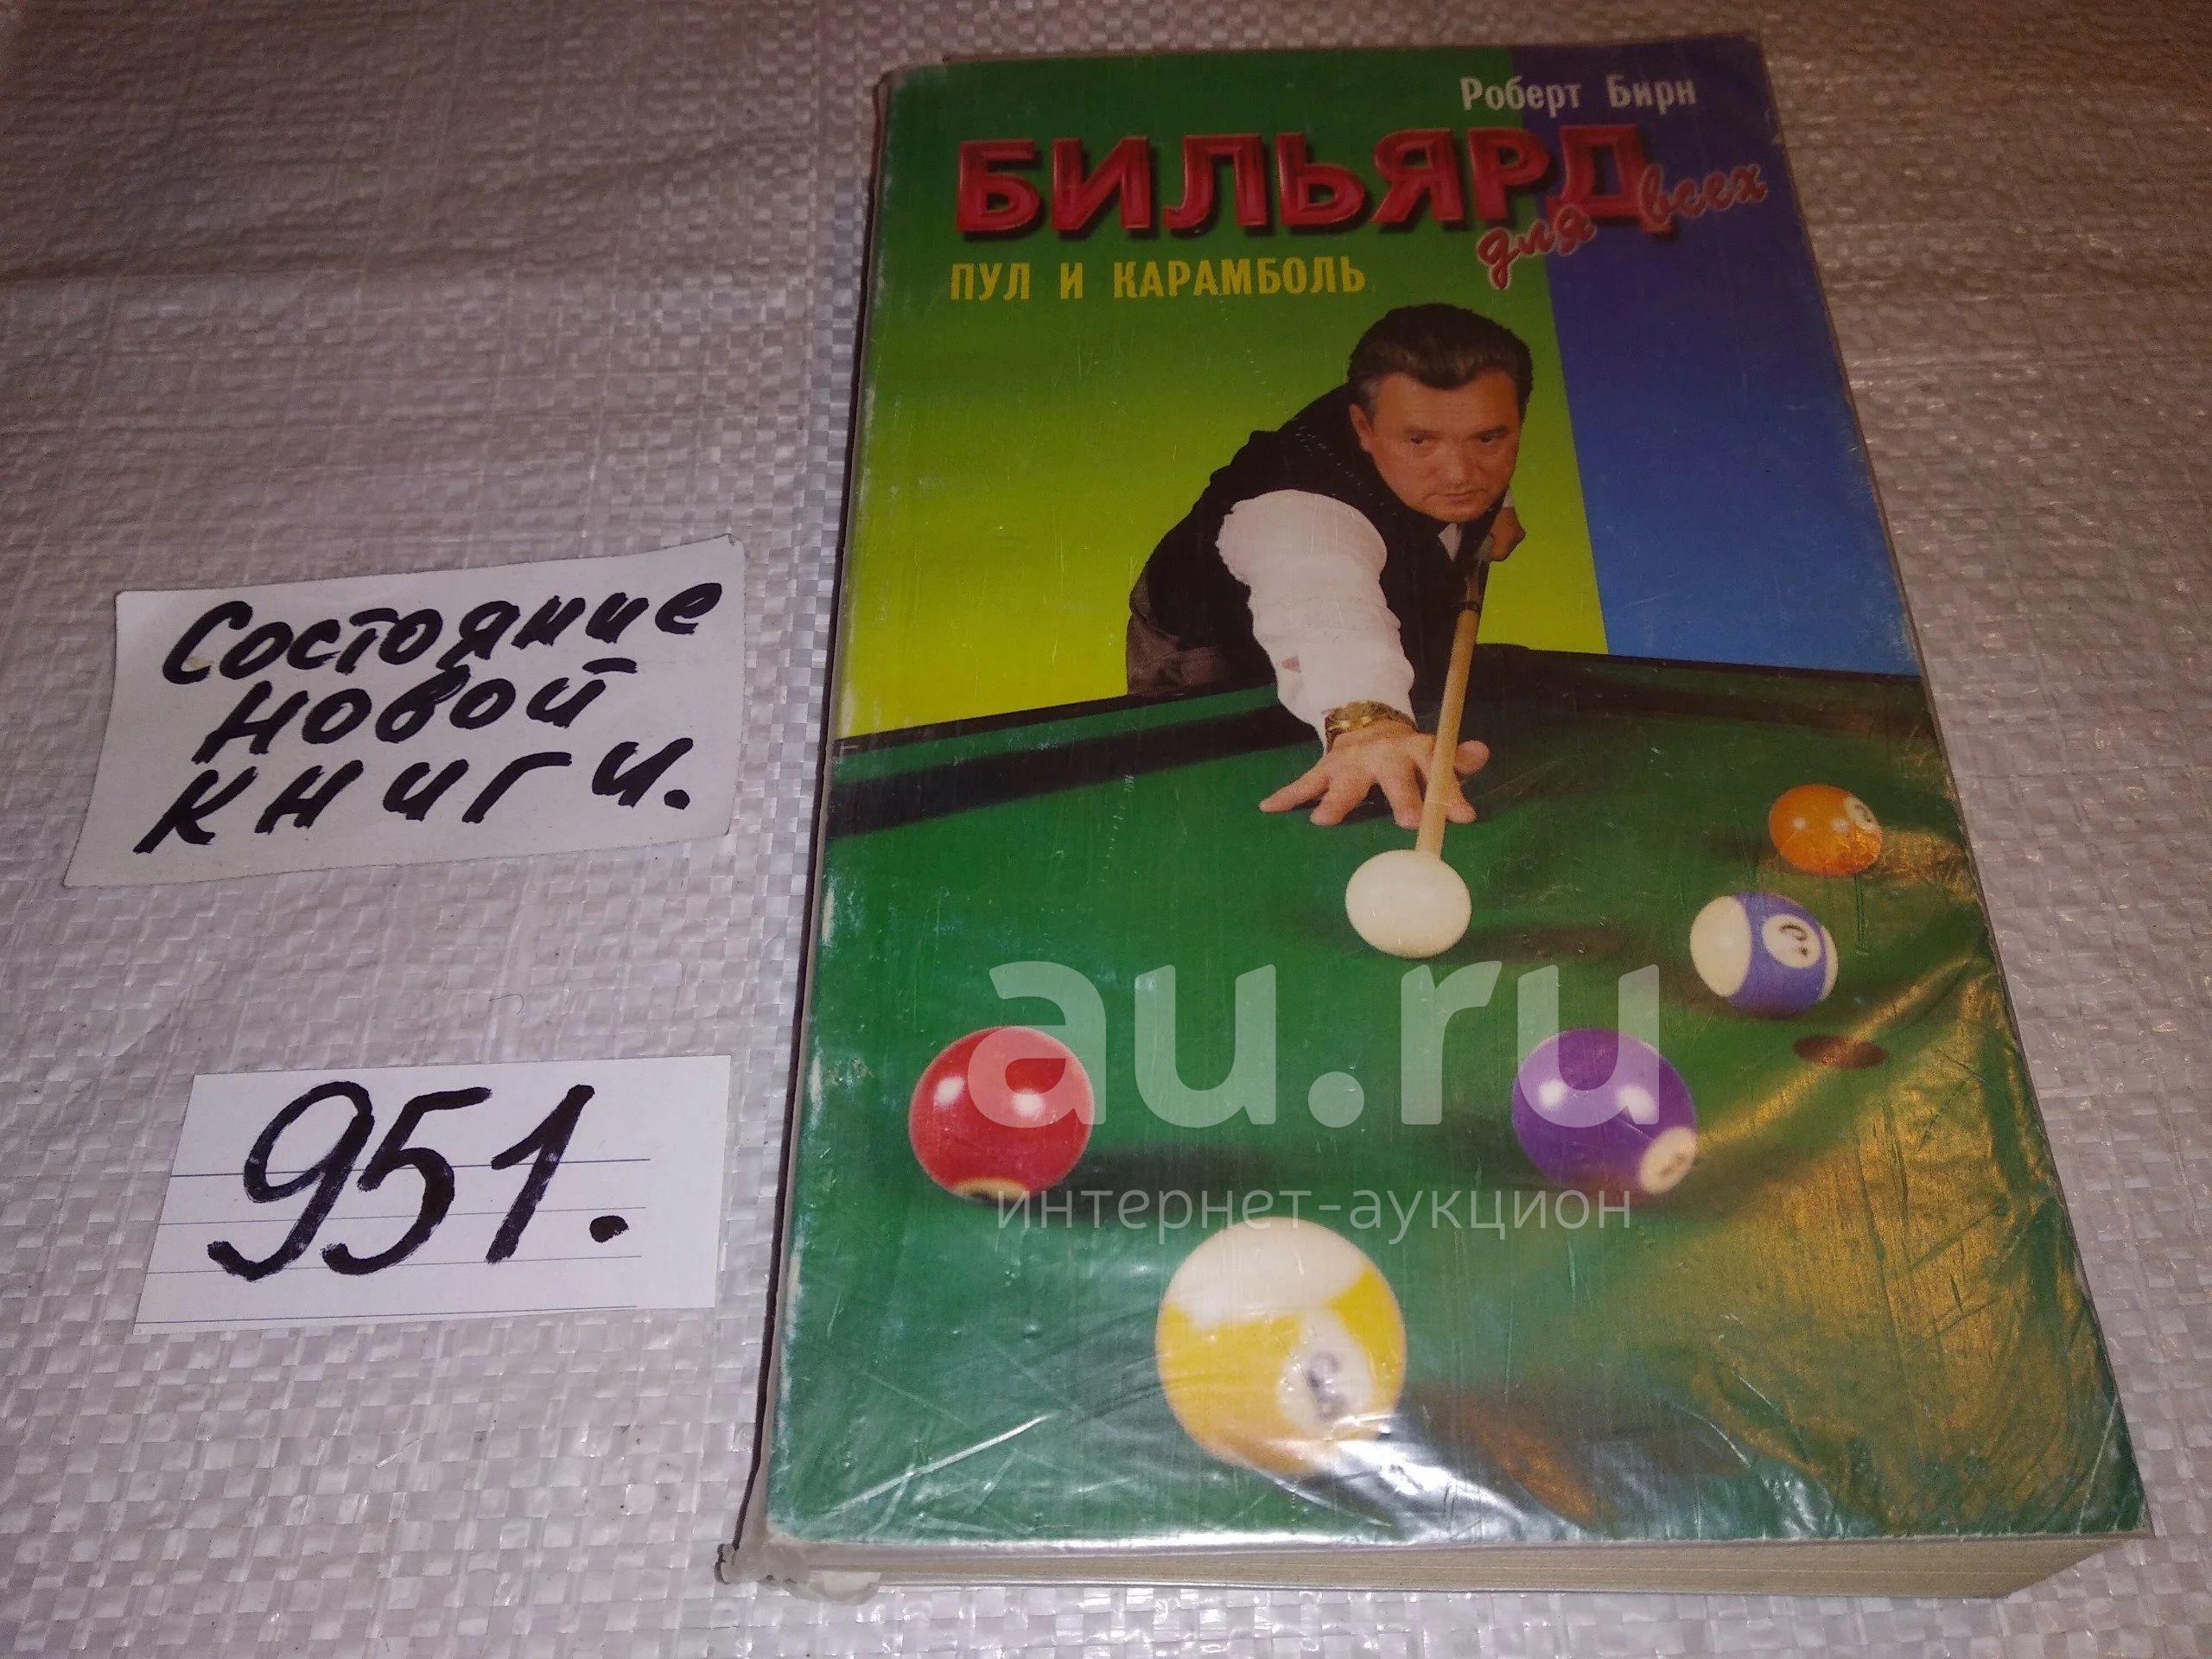 Роберт Бирн
БИЛЬЯРД
для всех
ПУЛ И КАРАМБОЛЬ
Состояние
новой
книги.
951.
au.ru
интернет-аукцион